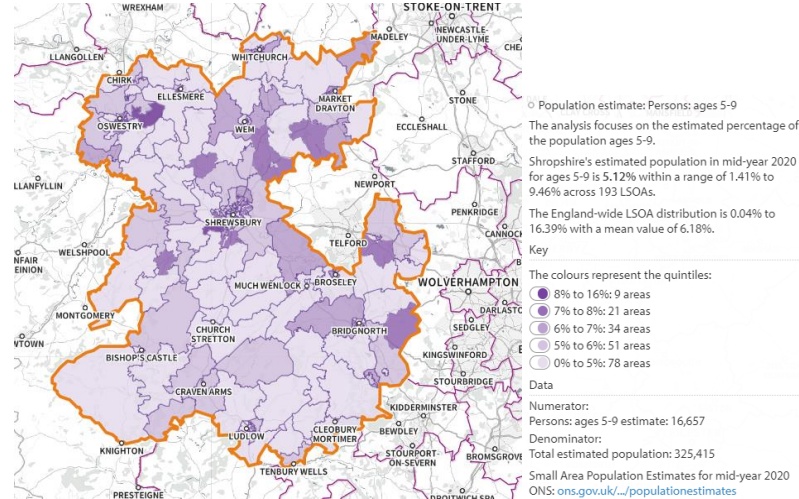 WREXHAM
STOKE-ON-TRENT
MADELEY
NEWCASTLE-
UNDER-LYME
LLANGOLLEN
WHITCHURCH
CHIRK
ELLESMERE
MARKET
DRAYTON
STONE
OSWESTRY
WEM
ECCLESHALL
STAFFORD
LLANFYLLIN
NEWPORT
PENKRIDGE
SHREWSBURY
TELFORD
CANNOCK
WELSHPOOL
NFAIR
EINION
MUCH WENLOCK
BROSELEY
WOLVERHAMPTON
MONTGOMERY
DARLASTO
VTOWN
CHURCH
STRETTON
BRIDGNORTH
SEDGLEY
BISHOP'S CASTLE
KINGSWINFORD
STOURBRIDGE
CRAVEN ARMS
KIDDERMINSTER
LUDLOW
CLEOBURY
MORTIMER
BEWDLEY
KNIGHTON
STOURPORT
-ON-SEVERN
BROMSGROVE
TENBURY WELLS
PRESTEIGNE
DROITWICH SPA
Population estimate: Persons: ages 5-9
The analysis focuses on the estimated percentage of
the population ages 5-9.
Shropshire's estimated population in mid-year 2020
for ages 5-9 is 5.12% within a range of 1.41% to
9.46% across 193 LSOAs.
The England-wide LSOA distribution is 0.04% to
16.39% with a mean value of 6.18%.
Key
The colours represent the quintiles:
8% to 16%: 9 areas
7% to 8%: 21 areas
6% to 7%: 34 areas
5% to 6%: 51 areas
0% to 5%: 78 areas
Data
Numerator:
Persons: ages 5-9 estimate: 16,657
Denominator:
Total estimated population: 325,415
Small Area Population Estimates for mid-year 2020
ONS: ons.gov.uk/.../populationestimates